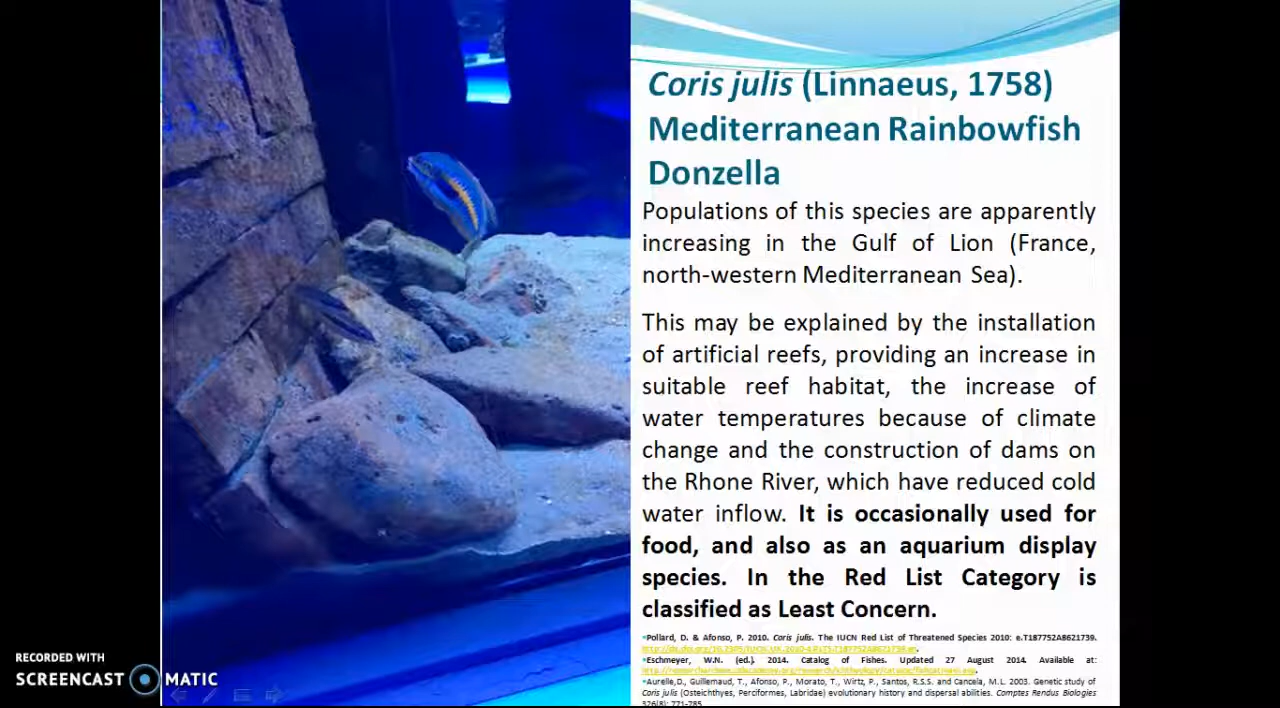 Coris julis (Linnaeus, 1758)
Mediterranean Rainbowfish
Donzella
Populations of this species are apparently
increasing in the Gulf of Lion (France,
north-western Mediterranean Sea).
This may be explained by the installation
of artificial reefs, providing an increase in
suitable reef habitat, the increase of
water temperatures because of climate
change and the construction of dams on
the Rhone River, which have reduced cold
water inflow. It is occasionally used for
food, and also as an aquarium display
species. In the Red List Category is
classified as Least Concern.
•Pollard, D. & Afonso, P. 2010. Coris julis. The IUCN Red List of Threatened Species 2010: e.T187752A8621739.
•Eschmeyer, W.N. (ed.). 2014. Catalog of Fishes. Updated 27 August 2014. Available at:
•Aurelle,D., Guillemaud, T., Afonso, P., Morato, T., Wirtz, P., Santos, R.S.S. and Cancela, M.L. 2003. Genetic study of
Coris julis (Osteichthyes, Perciformes, Labridae) evolutionary history and dispersal abilities. Comptes Rendus Biologies
326(8): 771-785.
RECORDED WITH
SCREENCAST MATIC